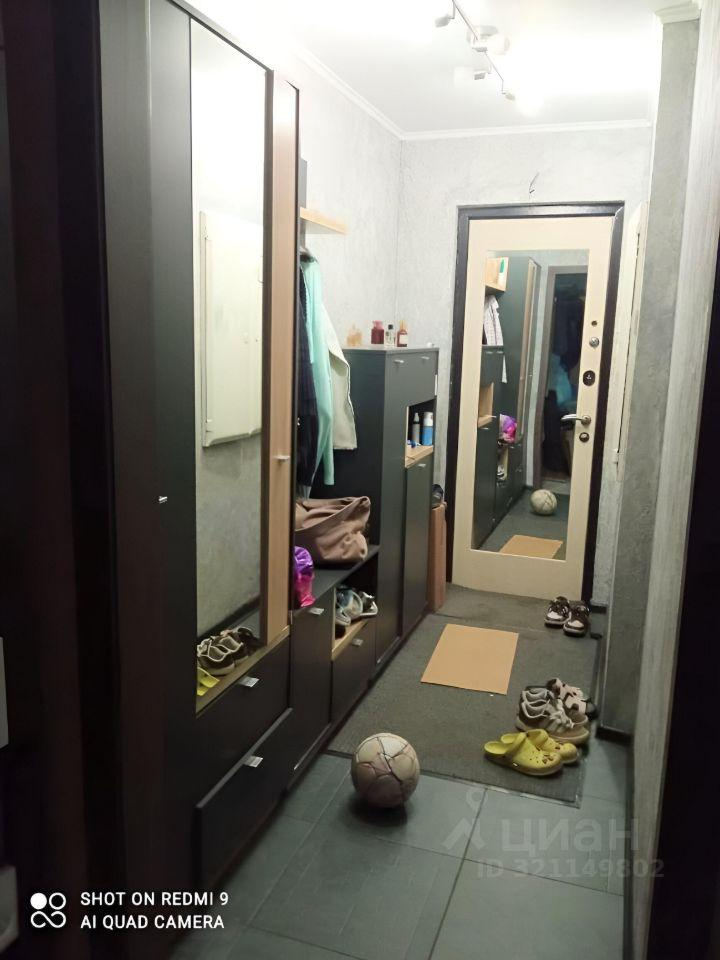 циан
ID 321149802
SHOT ON REDMI 9
AI QUAD CAMERA